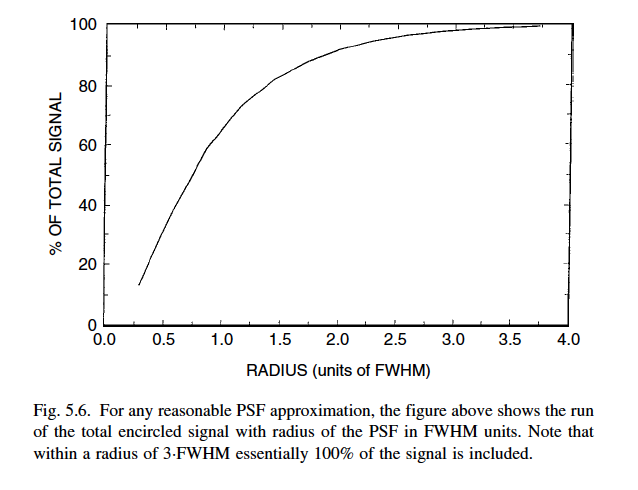 100
80
60
40
20
0
% OF TOTAL SIGNAL
0.0 0.5 1.0 1.5 2.0 2.5 3.0 3.5 4.0
RADIUS (units of FWHM)
Fig. 5.6. For any reasonable PSF approximation, the figure above shows the run
of the total encircled signal with radius of the PSF in FWHM units. Note that
within a radius of 3·FWHM essentially 100% of the signal is included.